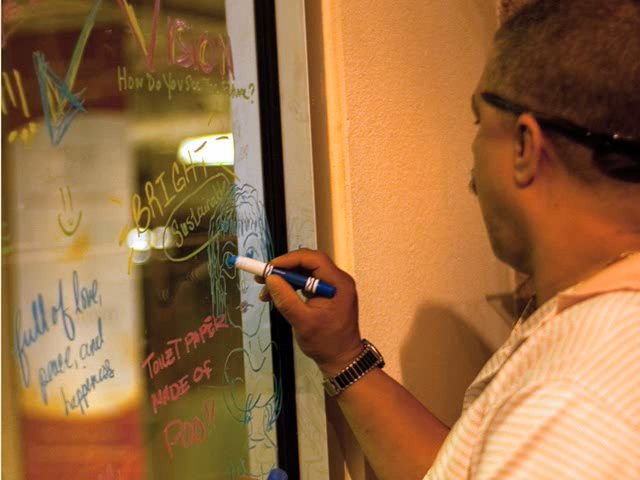 VISION
How Do You See The Future?
BRIGHT
Sustainable
full of love,
peace, and
happiness
TOILET PAPER
MADE OF
POO!!